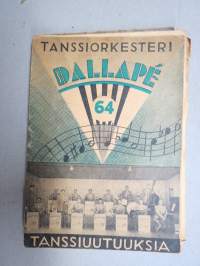 TANSSIORKESTERI
DALLAPÉ
64
TANSSIUUTUUKSIA